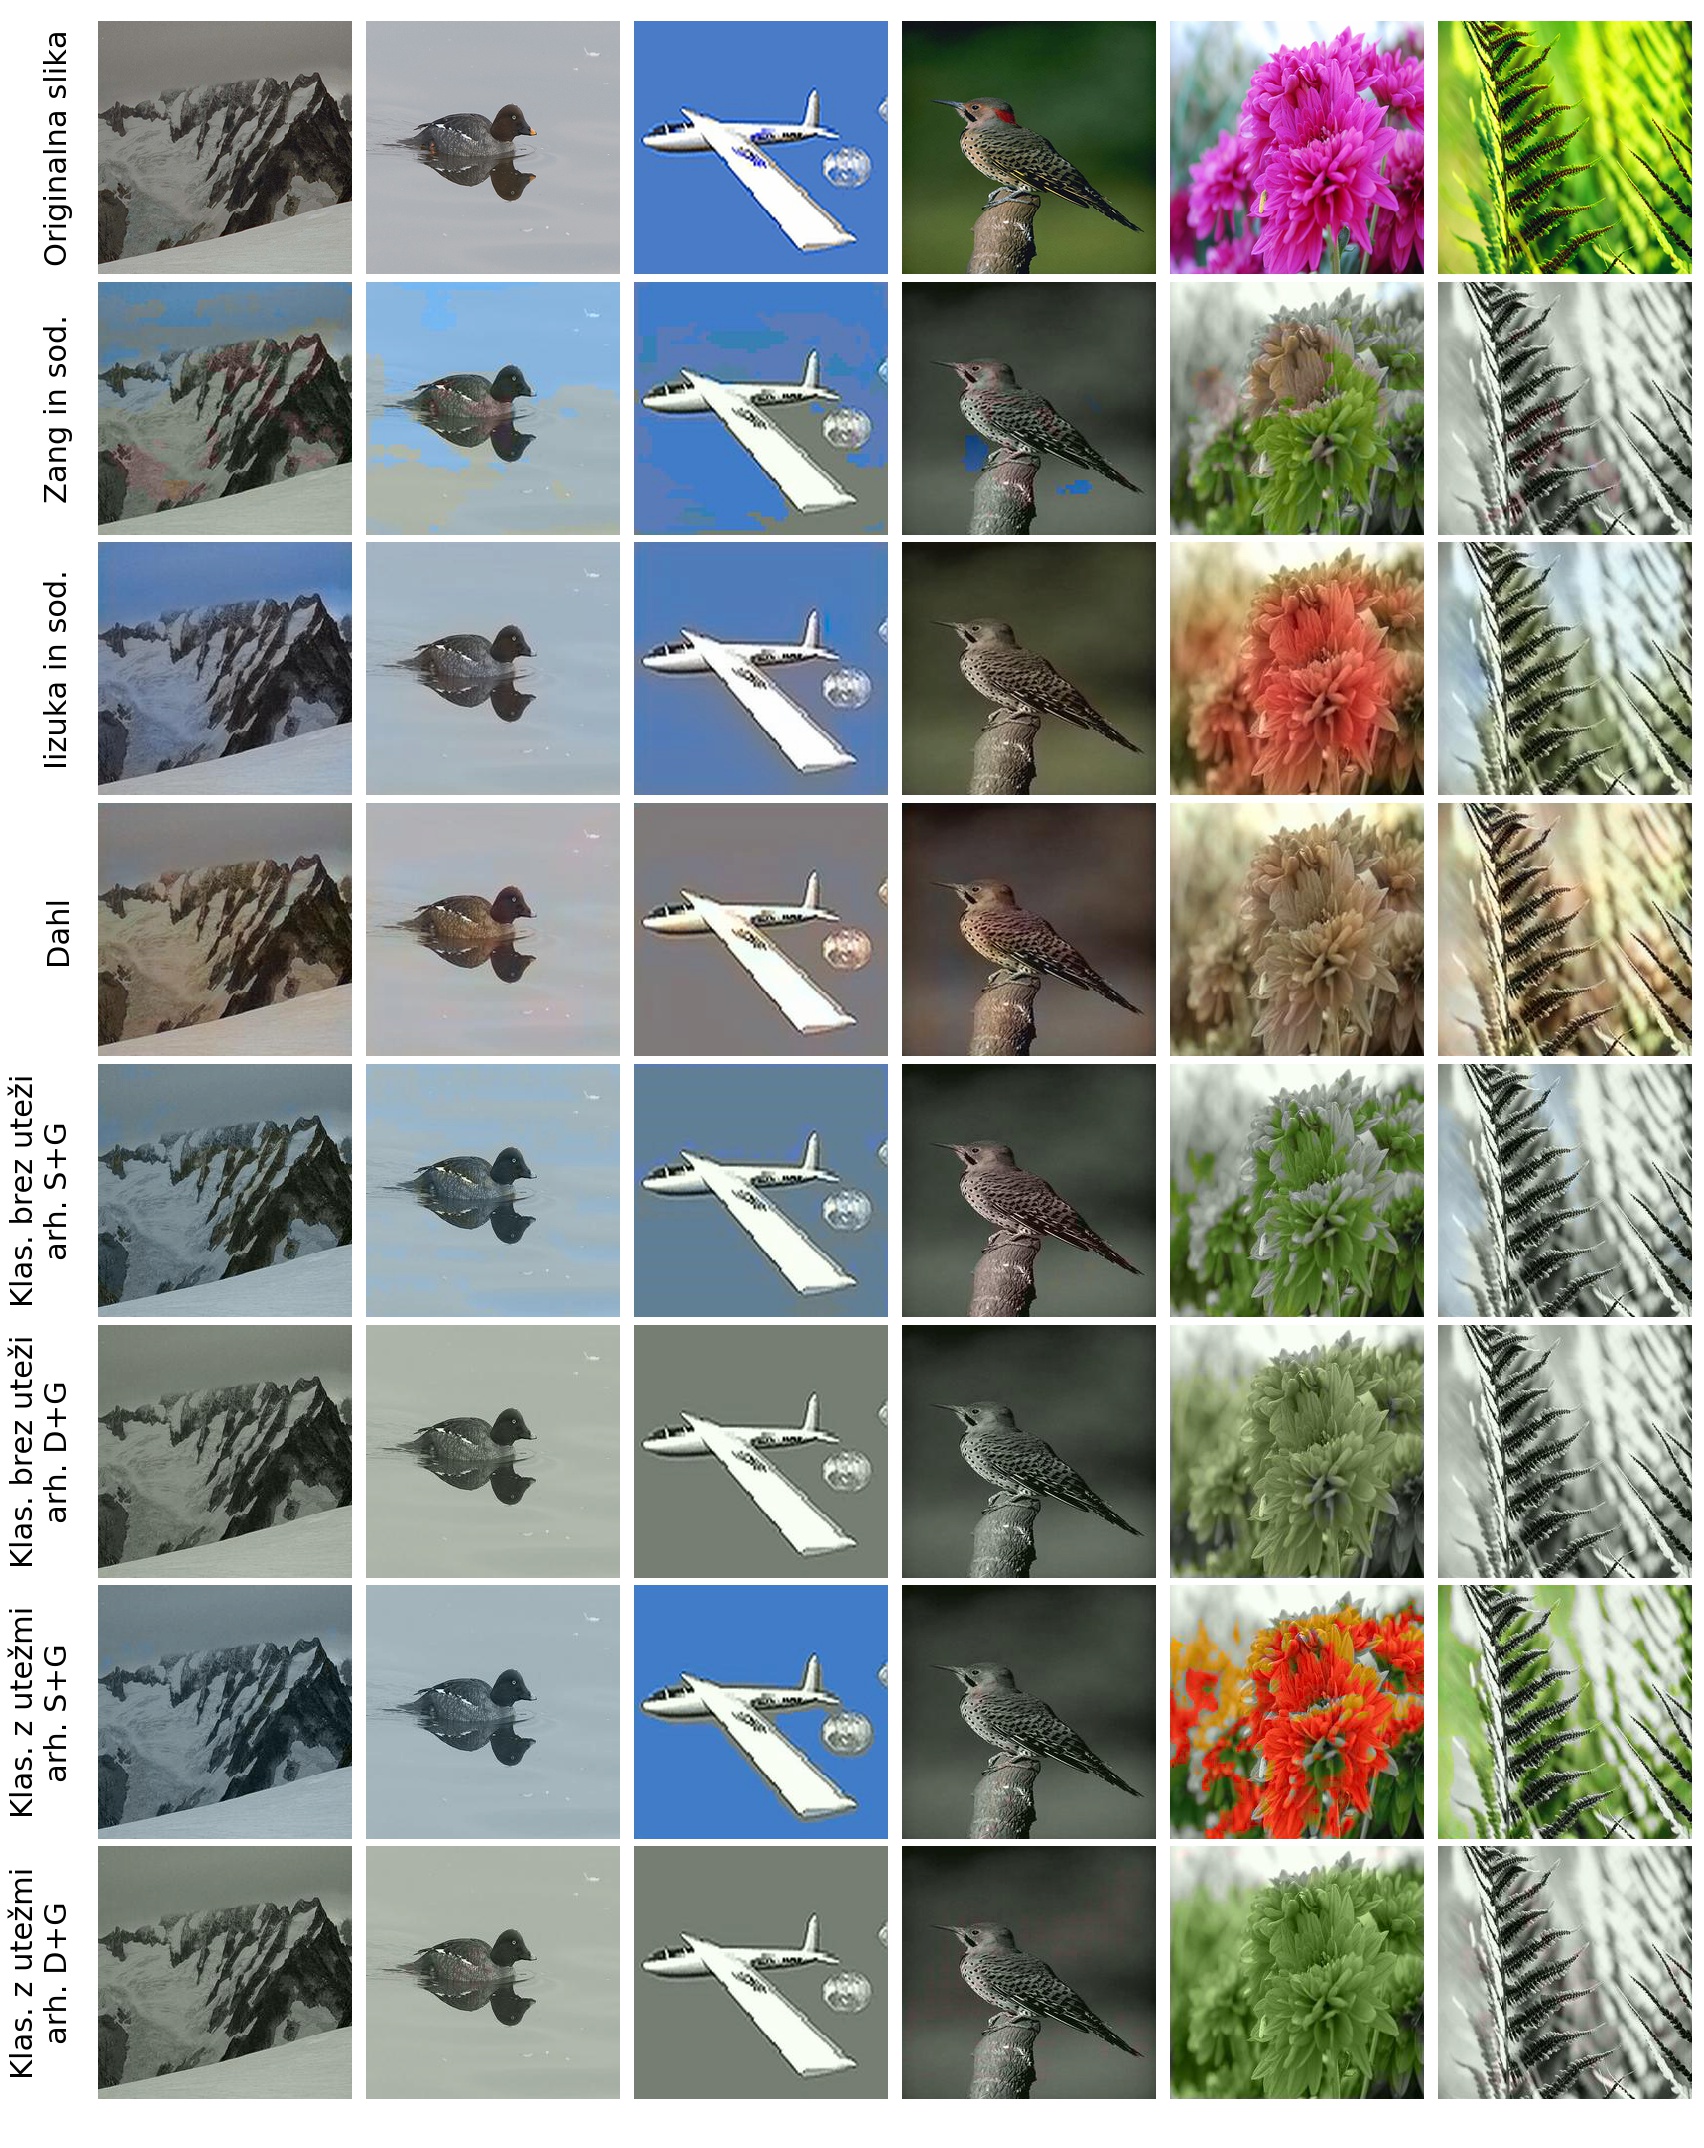 Originalna slika
Zang in sod.
Iizuka in sod.
Dahl
Klas. brez uteži
arh. S+G
Klas. brez uteži
arh. D+G
Klas. z utežmi
arh. S+G
Klas. z utežmi
arh. D+G